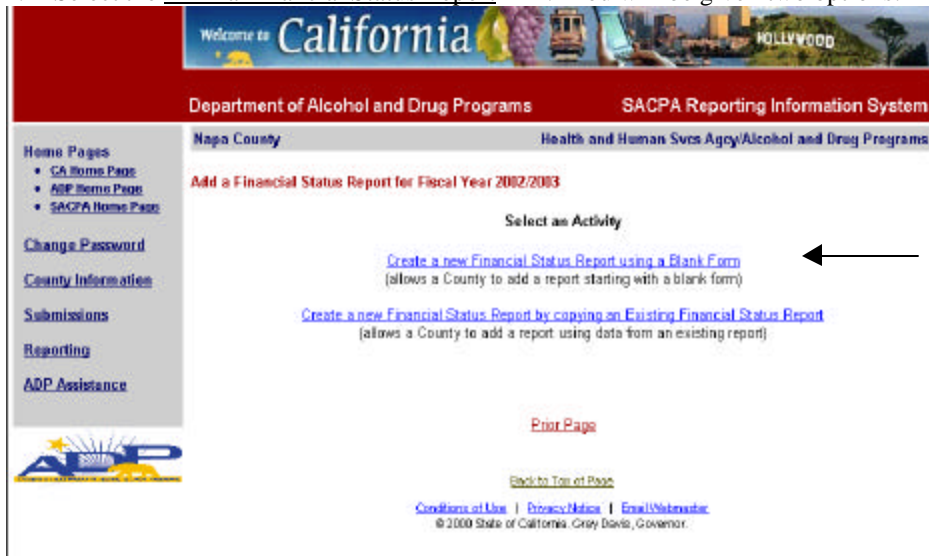 Welcome to California
HOLLYWOOD
Department of Alcohol and Drug Programs SACPA Reporting Information System
Napa County Health and Human Svcs Agcy/Alcohol and Drug Programs
Home Pages
• CA Home Page
• ADP Home Page
• SACPA Home Page
Change Password
County Information
Submissions
Reporting
ADP Assistance
Add a Financial Status Report for Fiscal Year 2002/2003
Select an Activity
Create a new Financial Status Report using a Blank Form
(allows a County to add a report starting with a blank form)
Create a new Financial Status Report by copying an Existing Financial Status Report
(allows a County to add a report using data from an existing report)
Prior Page
ADP
Back to Top of Page
Conditions of Use | Privacy Notice | Email Webmaster
© 2000 State of California. Gray Davis, Governor.